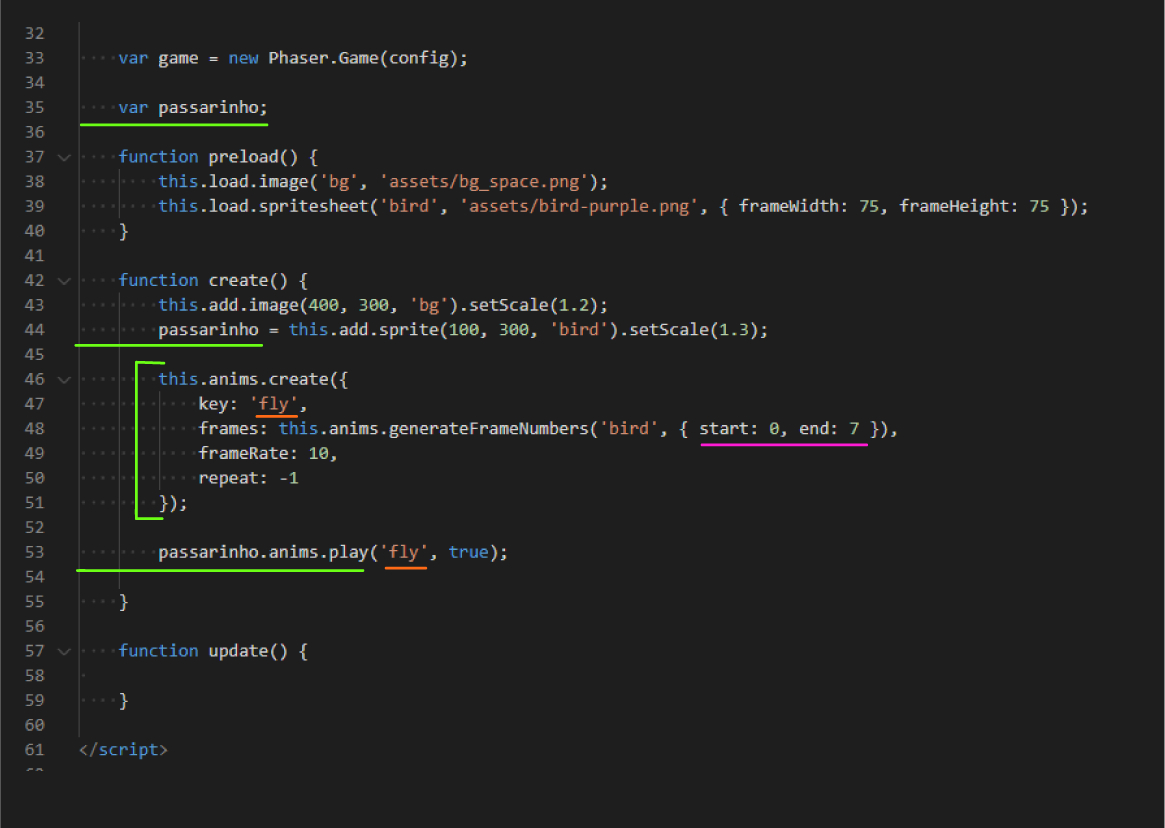 32
33 var game = new Phaser.Game(config);
34
35 var passarinho;
36
37 function preload() {
38 this.load.image('bg', 'assets/bg_space.png');
39 this.load.spritesheet('bird', 'assets/bird-purple.png', { frameWidth: 75, frameHeight: 75 });
40 }
41
42 function create() {
43 this.add.image(400, 300, 'bg').setScale(1.2);
44 passarinho = this.add.sprite(100, 300, 'bird').setScale(1.3);
45
46 this.anims.create({
47 key: 'fly',
48 frames: this.anims.generateFrameNumbers('bird', { start: 0, end: 7 }),
49 frameRate: 10,
50 repeat: -1
51 });
52
53 passarinho.anims.play('fly', true);
54
55 }
56
57 function update() {
58
59 }
60
61 </script>